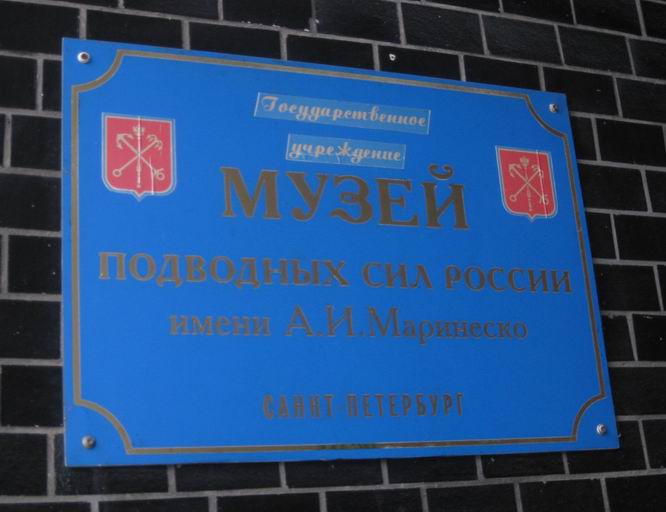 Государственное
учреждение
МУЗЕЙ
ПОДВОДНЫХ СИЛ РОССИИ
имени А.И.Маринеско
САНКТ-ПЕТЕРБУРГ